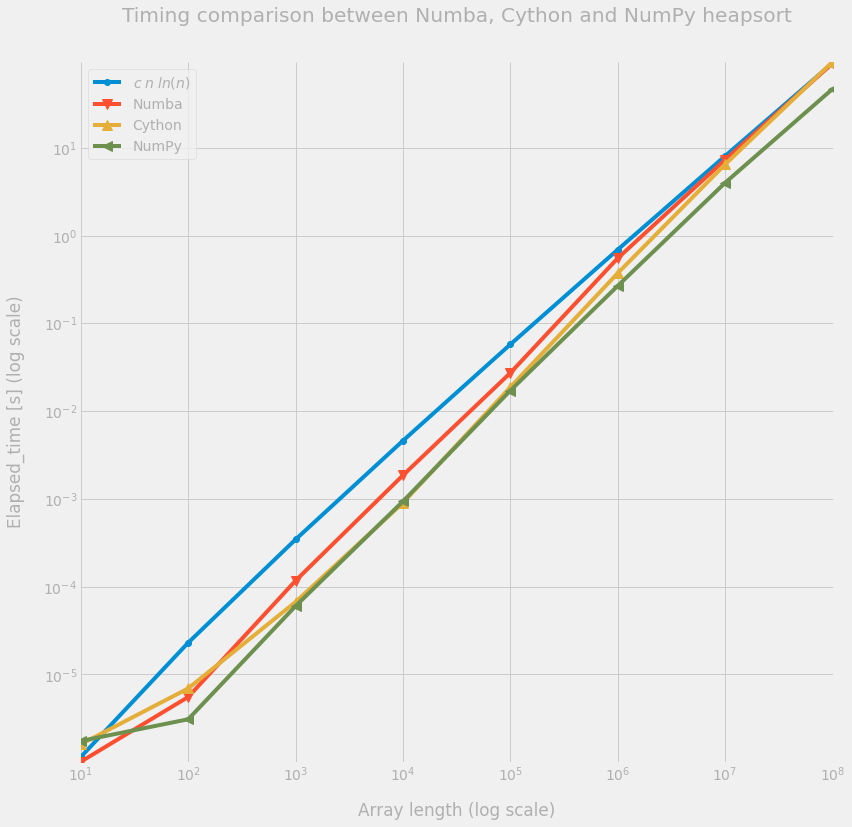 Timing comparison between Numba, Cython and NumPy heapsort
c n ln(n)
Numba
Cython
NumPy
10¹
10⁰
10⁻¹
10⁻²
10⁻³
10⁻⁴
10⁻⁵
Elapsed_time [s] (log scale)
10¹ 10² 10³ 10⁴ 10⁵ 10⁶ 10⁷ 10⁸
Array length (log scale)